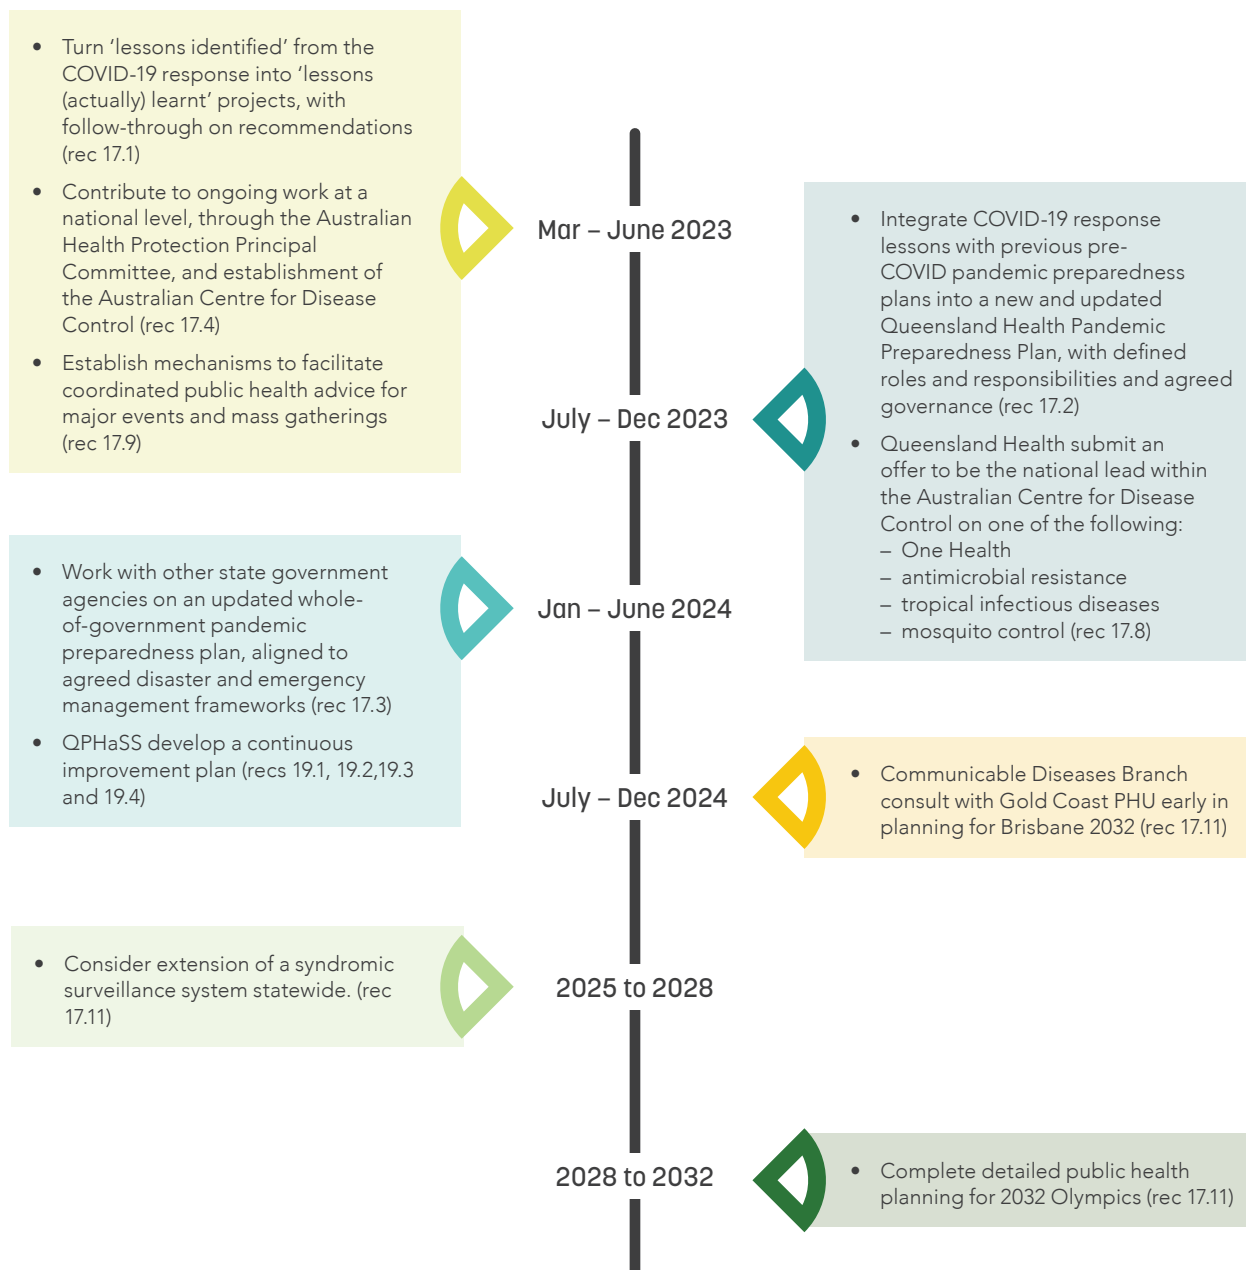 • Turn ‘lessons identified’ from the
COVID-19 response into ‘lessons
(actually) learnt’ projects, with
follow-through on recommendations
(rec 17.1)
• Contribute to ongoing work at a
national level, through the Australian
Health Protection Principal
Committee, and establishment of
the Australian Centre for Disease
Control (rec 17.4)
• Establish mechanisms to facilitate
coordinated public health advice for
major events and mass gatherings
(rec 17.9)
Mar – June 2023
July – Dec 2023
• Integrate COVID-19 response
lessons with previous pre-
COVID pandemic preparedness
plans into a new and updated
Queensland Health Pandemic
Preparedness Plan, with defined
roles and responsibilities and agreed
governance (rec 17.2)
• Queensland Health submit an
offer to be the national lead within
the Australian Centre for Disease
Control on one of the following:
– One Health
– antimicrobial resistance
– tropical infectious diseases
– mosquito control (rec 17.8)
• Work with other state government
agencies on an updated whole-
of-government pandemic
preparedness plan, aligned to
agreed disaster and emergency
management frameworks (rec 17.3)
• QPHaSS develop a continuous
improvement plan (recs 19.1, 19.2,19.3
and 19.4)
Jan – June 2024
July – Dec 2024
• Communicable Diseases Branch
consult with Gold Coast PHU early in
planning for Brisbane 2032 (rec 17.11)
• Consider extension of a syndromic
surveillance system statewide. (rec
17.11)
2025 to 2028
2028 to 2032
• Complete detailed public health
planning for 2032 Olympics (rec 17.11)